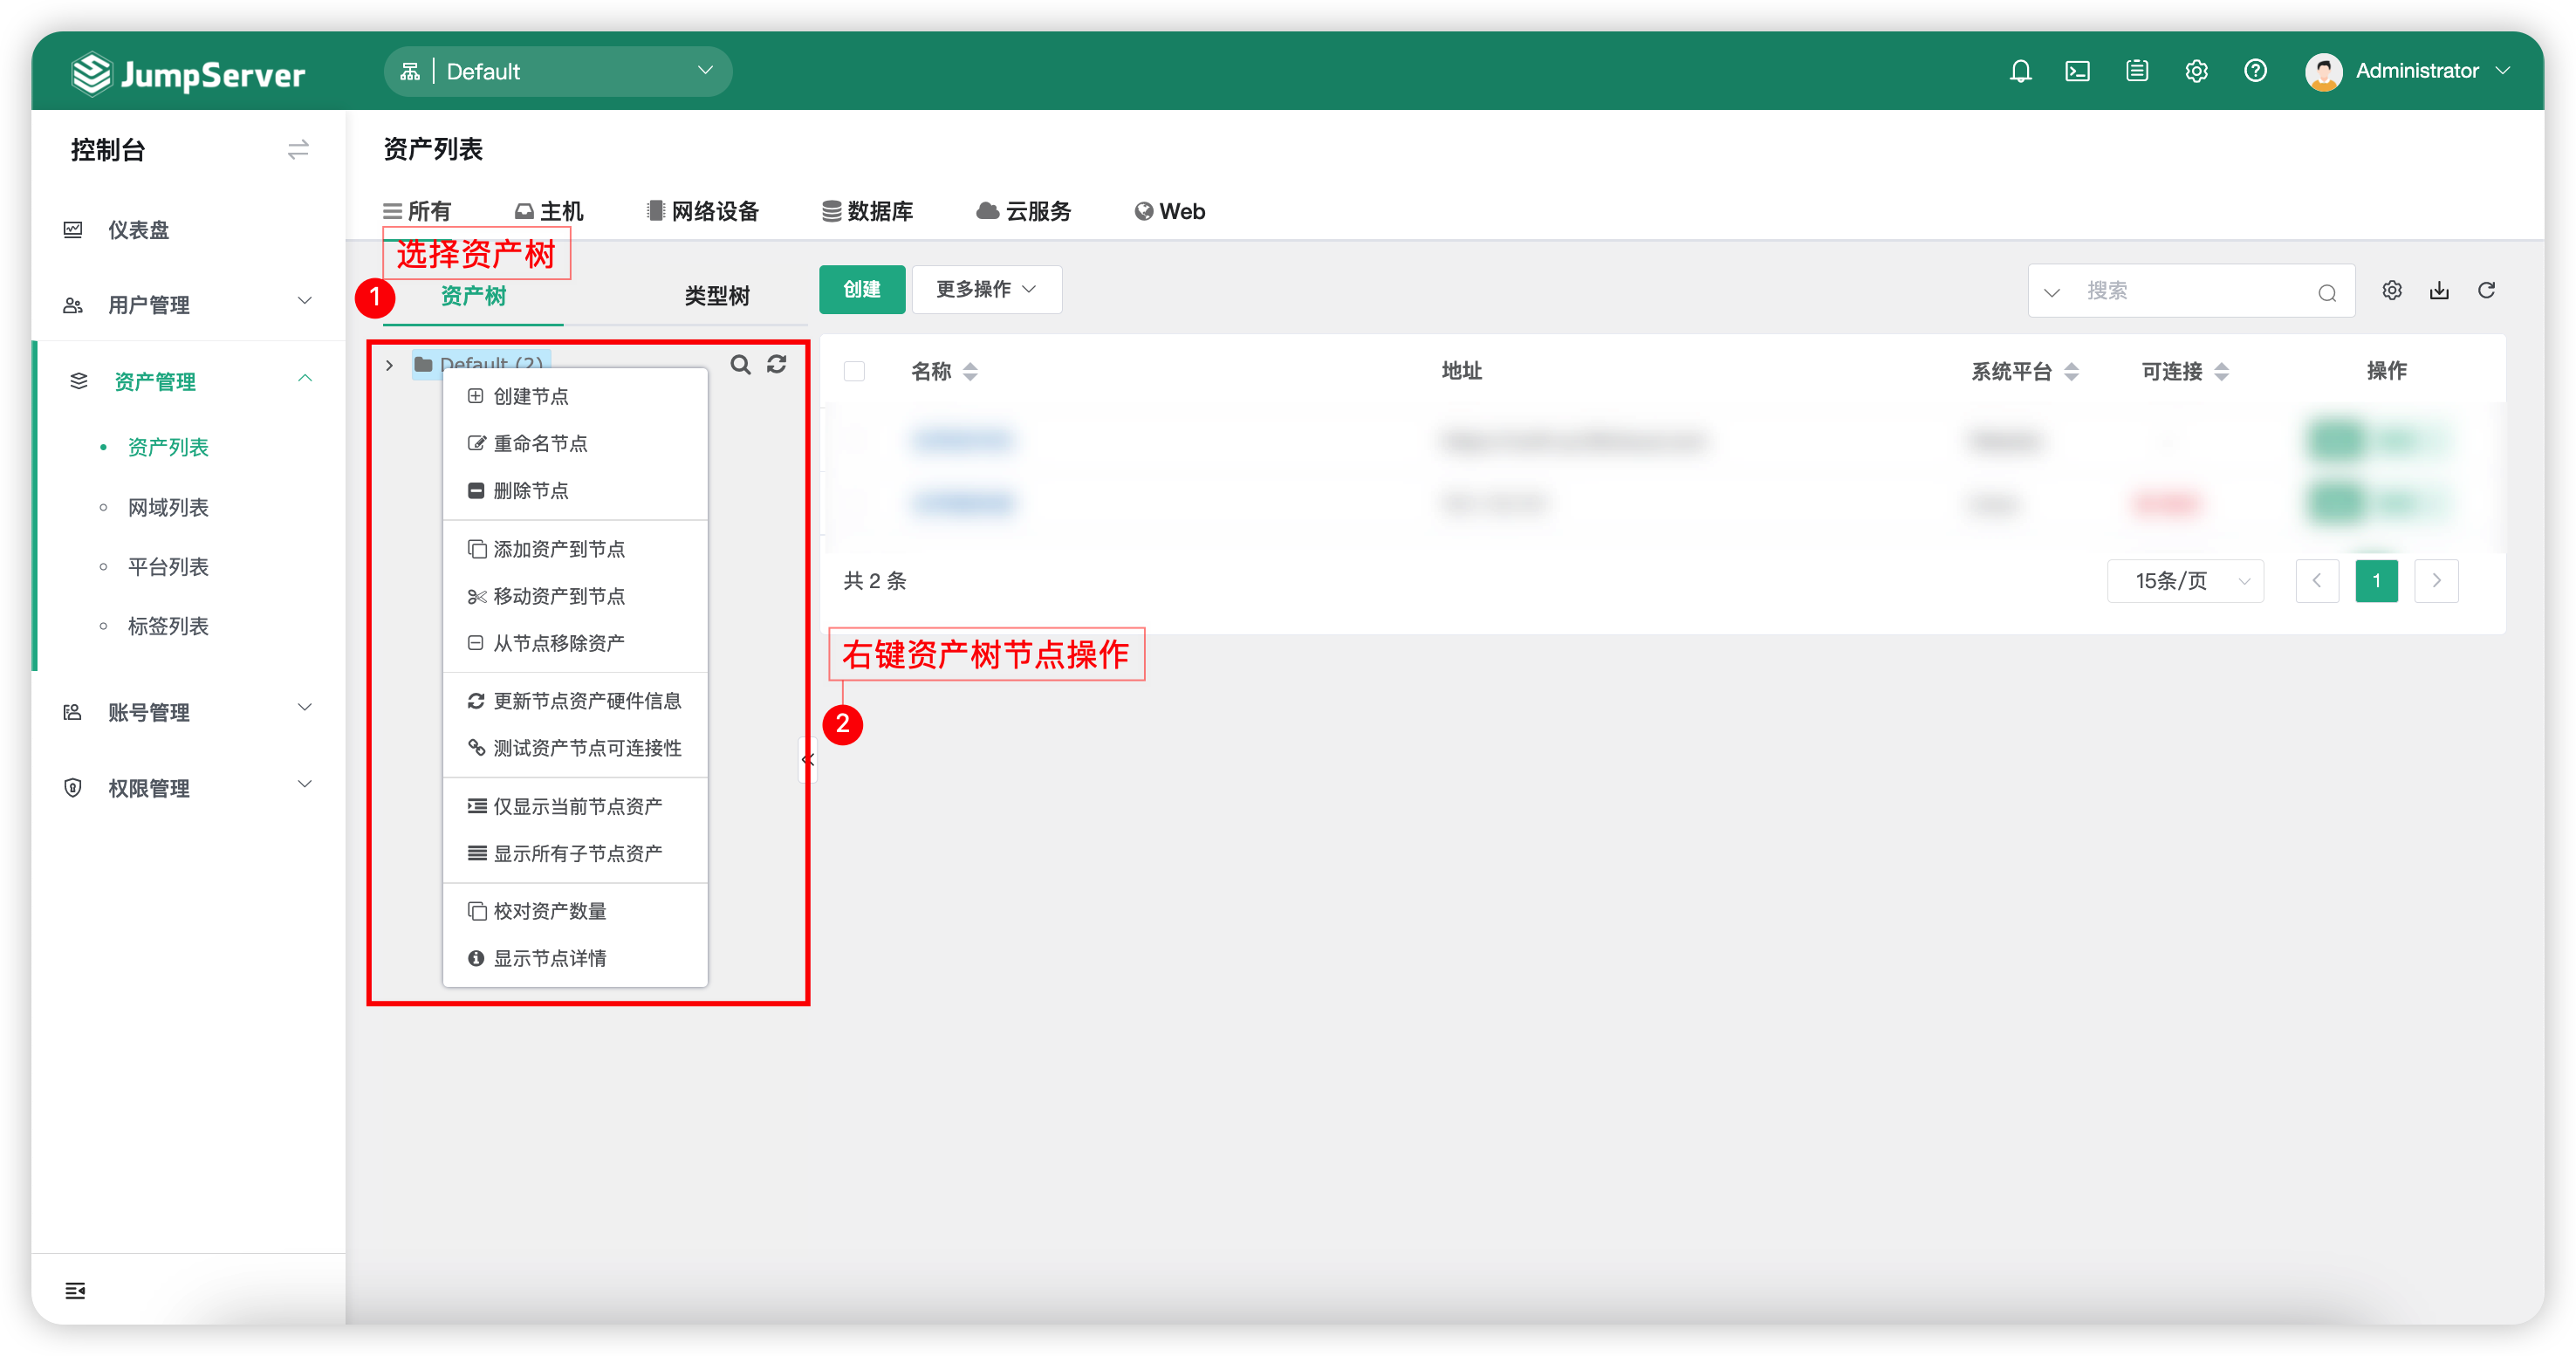 JumpServer
Default
Administrator
控制台
仪表盘
用户管理
资产管理
资产列表
网域列表
平台列表
标签列表
账号管理
权限管理
资产列表
所有
主机
网络设备
数据库
云服务
Web
选择资产树
1
资产树
类型树
Default (2)
创建节点
重命名节点
删除节点
添加资产到节点
移动资产到节点
从节点移除资产
更新节点资产硬件信息
测试资产节点可连接性
仅显示当前节点资产
显示所有子节点资产
校对资产数量
显示节点详情
创建
更多操作
搜索
名称
地址
系统平台
可连接
操作
共 2 条
15条/页
1
右键资产树节点操作
2